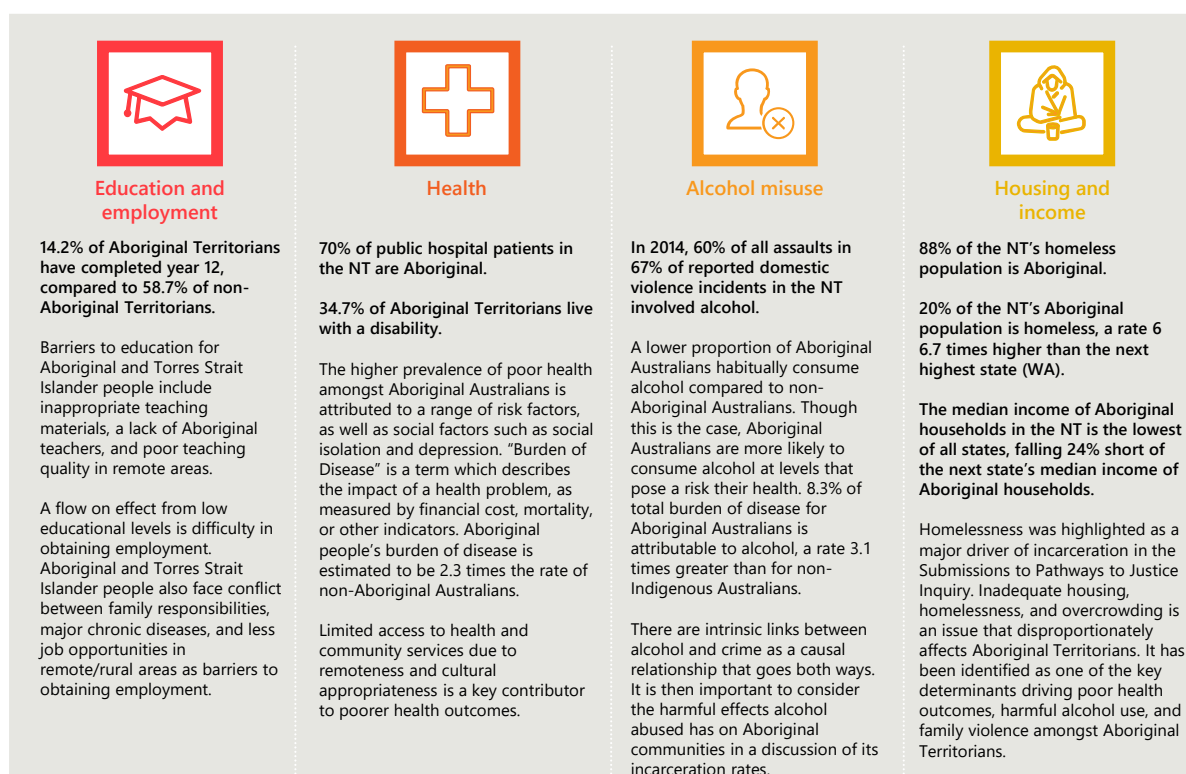 Education and
employment
14.2% of Aboriginal Territorians
have completed year 12,
compared to 58.7% of non-
Aboriginal Territorians.
Barriers to education for
Aboriginal and Torres Strait
Islander people include
inappropriate teaching
materials, a lack of Aboriginal
teachers, and poor teaching
quality in remote areas.
A flow on effect from low
educational levels is difficulty in
obtaining employment.
Aboriginal and Torres Strait
Islander people also face conflict
between family responsibilities,
major chronic diseases, and less
job opportunities in
remote/rural areas as barriers to
obtaining employment.
Health
70% of public hospital patients in
the NT are Aboriginal.
34.7% of Aboriginal Territorians live
with a disability.
The higher prevalence of poor health
amongst Aboriginal Australians is
attributed to a range of risk factors,
as well as social factors such as social
isolation and depression. “Burden of
Disease” is a term which describes
the impact of a health problem, as
measured by financial cost, mortality,
or other indicators. Aboriginal
people’s burden of disease is
estimated to be 2.3 times the rate of
non-Aboriginal Australians.
Limited access to health and
community services due to
remoteness and cultural
appropriateness is a key contributor
to poorer health outcomes.
Alcohol misuse
In 2014, 60% of all assaults in
67% of reported domestic
violence incidents in the NT
involved alcohol.
A lower proportion of Aboriginal
Australians habitually consume
alcohol compared to non-
Aboriginal Australians. Though
this is the case, Aboriginal
Australians are more likely to
consume alcohol at levels that
pose a risk their health. 8.3% of
total burden of disease for
Aboriginal Australians is
attributable to alcohol, a rate 3.1
times greater than for non-
Indigenous Australians.
There are intrinsic links between
alcohol and crime as a causal
relationship that goes both ways.
It is then important to consider
the harmful effects alcohol
abused has on Aboriginal
communities in a discussion of its
incarceration rates.
Housing and
income
88% of the NT’s homeless
population is Aboriginal.
20% of the NT’s Aboriginal
population is homeless, a rate 6
6.7 times higher than the next
highest state (WA).
The median income of Aboriginal
households in the NT is the lowest
of all states, falling 24% short of
the next state’s median income of
Aboriginal households.
Homelessness was highlighted as a
major driver of incarceration in the
Submissions to Pathways to Justice
Inquiry. Inadequate housing,
homelessness, and overcrowding is
an issue that disproportionately
affects Aboriginal Territorians. It has
been identified as one of the key
determinants driving poor health
outcomes, harmful alcohol use, and
family violence amongst Aboriginal
Territorians.